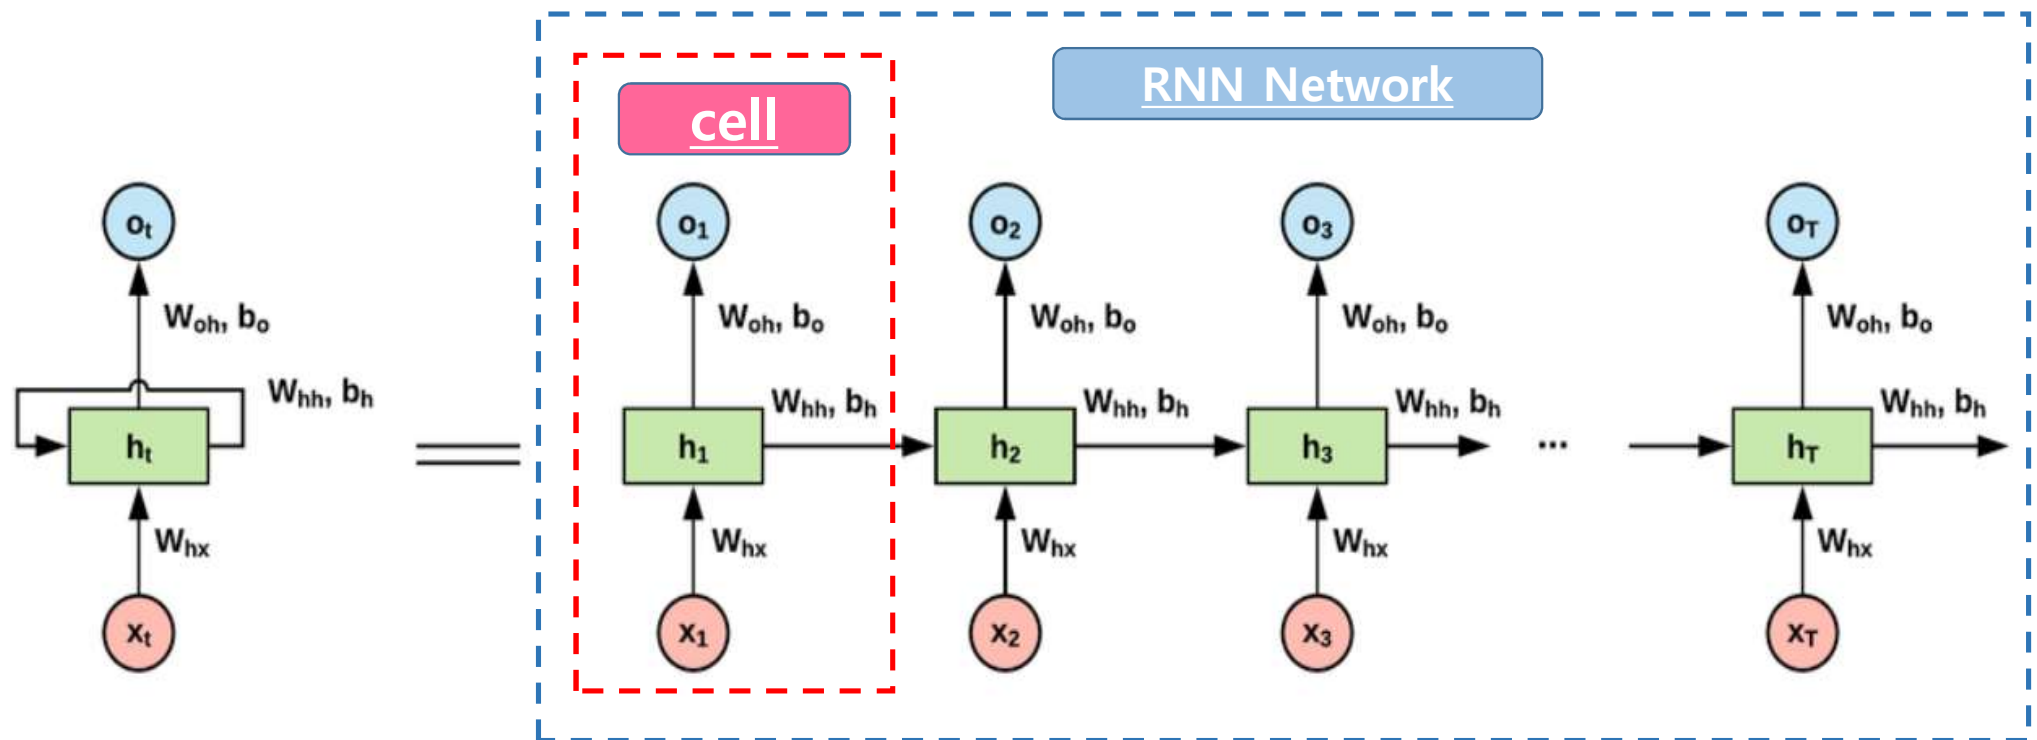 RNN Network
cell
ot o1 o2 o3 oT
Woh, bo Woh, bo Woh, bo Woh, bo Woh, bo
Whh, bh Whh, bh Whh, bh Whh, bh Whh, bh
ht h1 h2 h3 ... hT
Whx Whx Whx Whx Whx
xt x1 x2 x3 xT